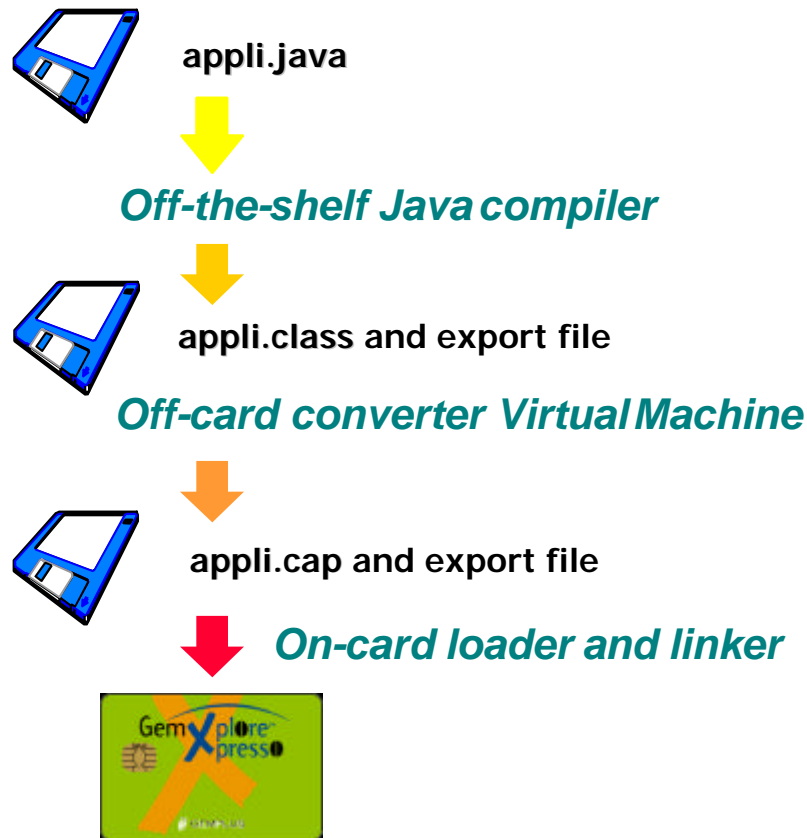 appli.java
Off-the-shelf Java compiler
appli.class and export file
Off-card converter Virtual Machine
appli.cap and export file
On-card loader and linker
GemXplore
Xpresso